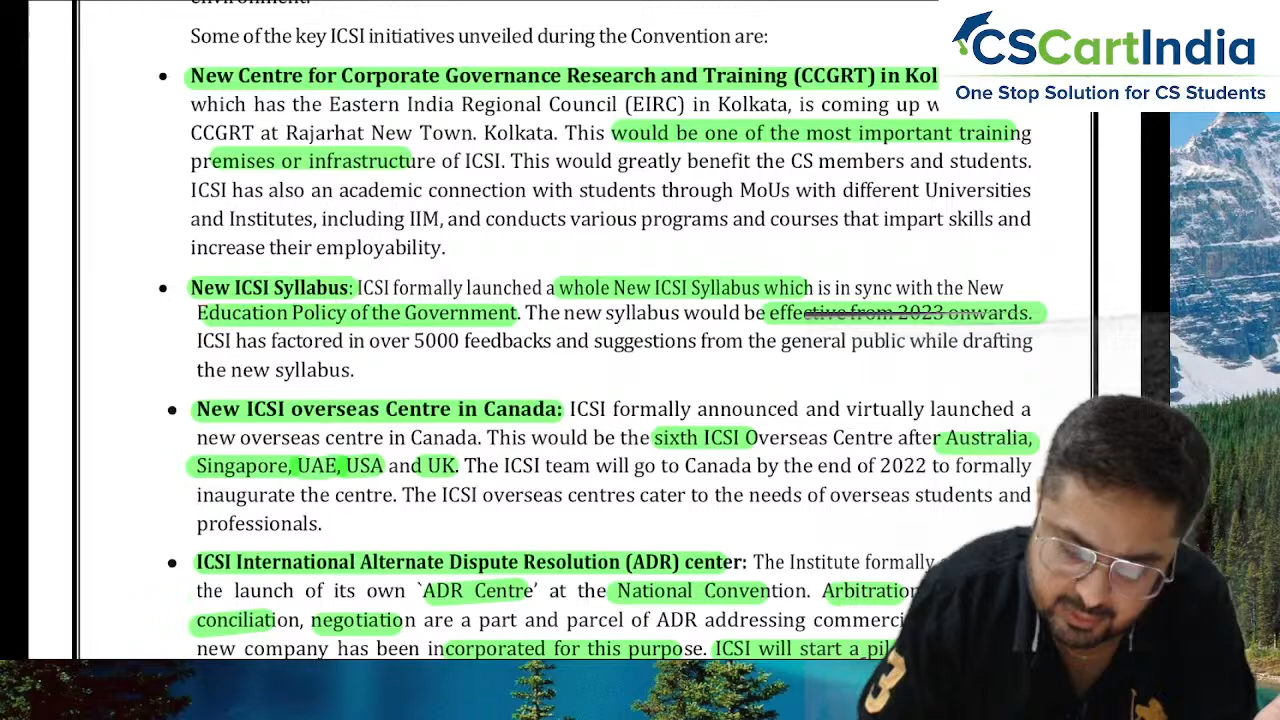 environment.
Some of the key ICSI initiatives unveiled during the Convention are:
• New Centre for Corporate Governance Research and Training (CCGRT) in Kol
which has the Eastern India Regional Council (EIRC) in Kolkata, is coming up
CCGRT at Rajarhat New Town. Kolkata. This would be one of the most important training
premises or infrastructure of ICSI. This would greatly benefit the CS members and students.
ICSI has also an academic connection with students through MoUs with different Universities
and Institutes, including IIM, and conducts various programs and courses that impart skills and
increase their employability.
• New ICSI Syllabus: ICSI formally launched a whole New ICSI Syllabus which is in sync with the New
Education Policy of the Government. The new syllabus would be effective from 2023 onwards.
ICSI has factored in over 5000 feedbacks and suggestions from the general public while drafting
the new syllabus.
• New ICSI overseas Centre in Canada: ICSI formally announced and virtually launched a
new overseas centre in Canada. This would be the sixth ICSI Overseas Centre after Australia,
Singapore, UAE, USA and UK. The ICSI team will go to Canada by the end of 2022 to formally
inaugurate the centre. The ICSI overseas centres cater to the needs of overseas students and
professionals.
• ICSI International Alternate Dispute Resolution (ADR) center: The Institute formally
the launch of its own `ADR Centre’ at the National Convention. Arbitration
conciliation, negotiation are a part and parcel of ADR addressing commerci
new company has been incorporated for this purpose. ICSI will start a
CSCartIndia
One Stop Solution for CS Students
3